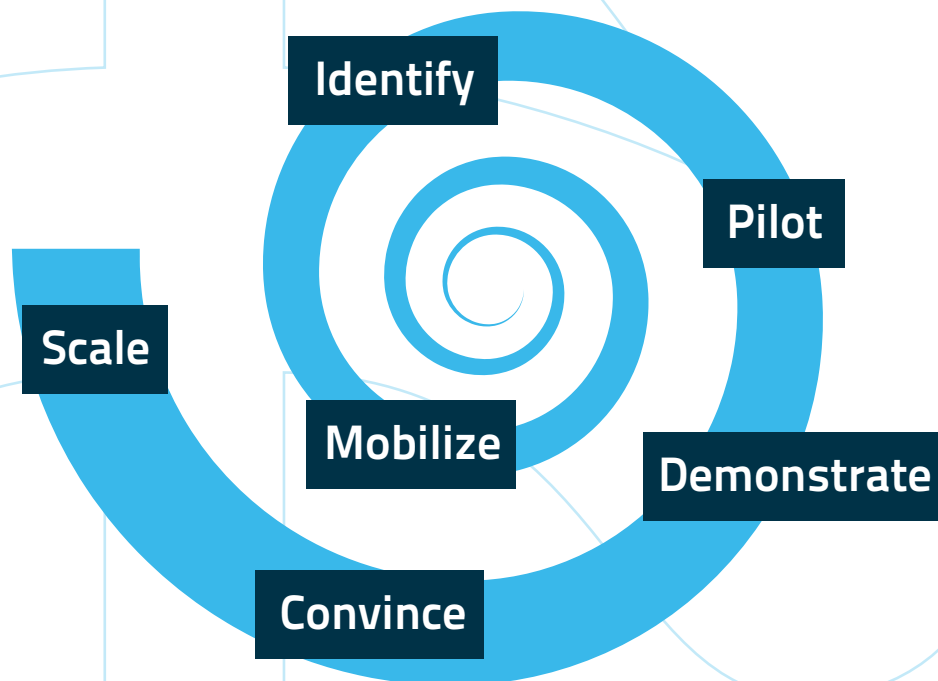 Identify
Pilot
Scale
Mobilize
Demonstrate
Convince